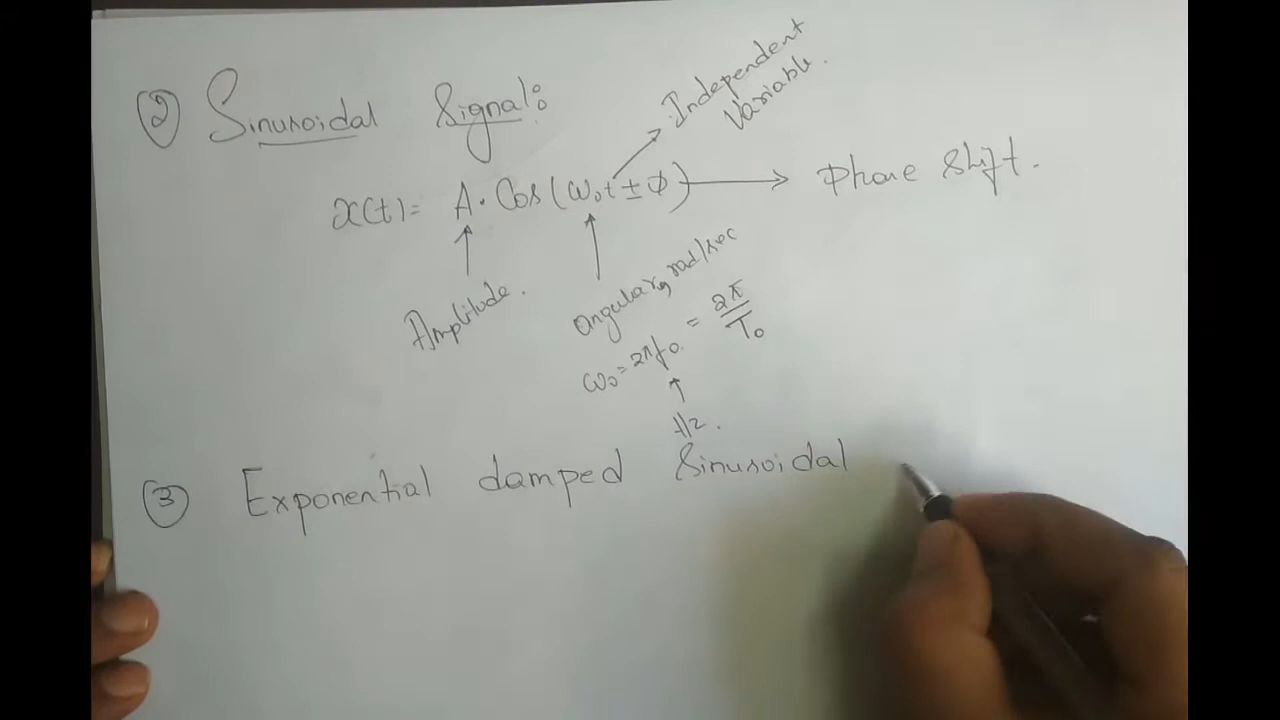 ② Sinusoidal Signal:
Independent
Variable.
x(t) = A. Cos(ω₀t ± φ) → Phase Shift.
Amplitude.
angular, rad/sec
ω₀ = 2πf₀ = 2π/T₀
Hz.
③ Exponential damped Sinusoidal